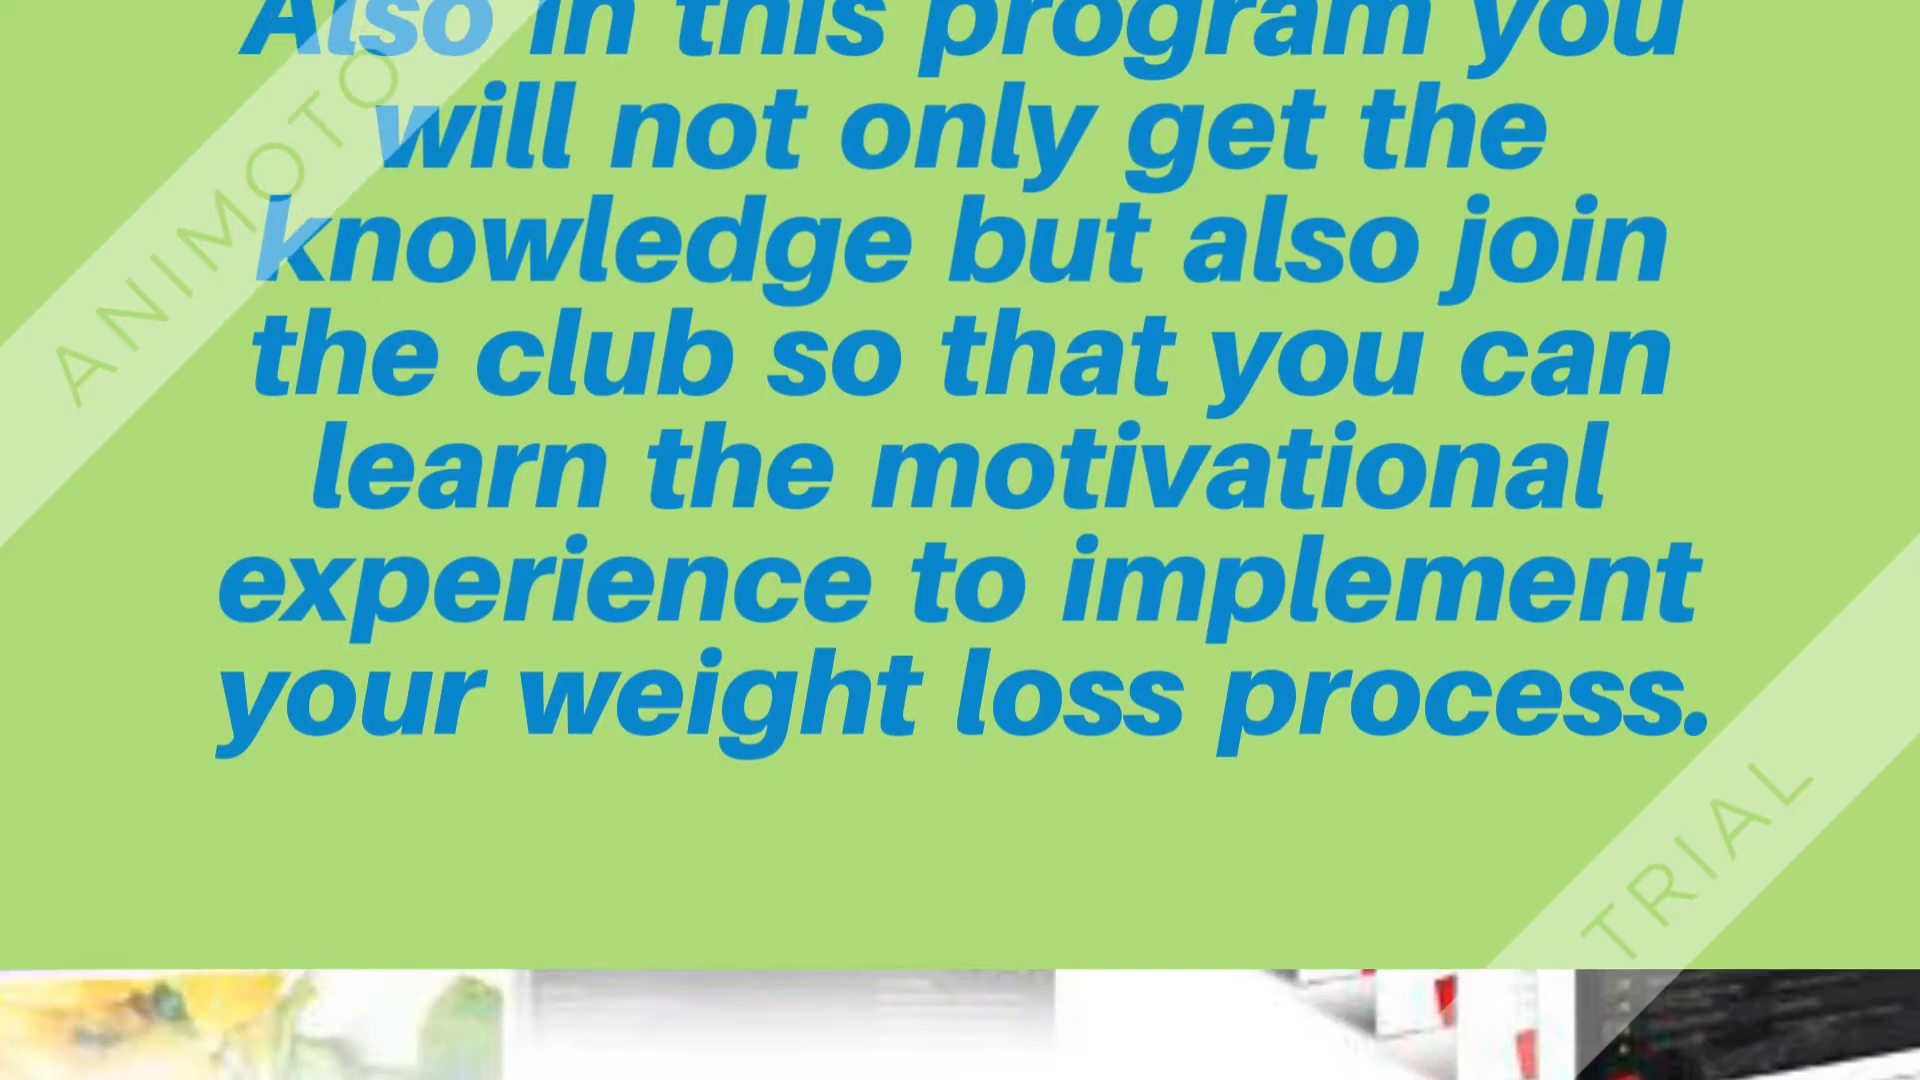 Also in this program you
will not only get the
knowledge but also join
the club so that you can
learn the motivational
experience to implement
your weight loss process.
ANIMOTO
TRIAL